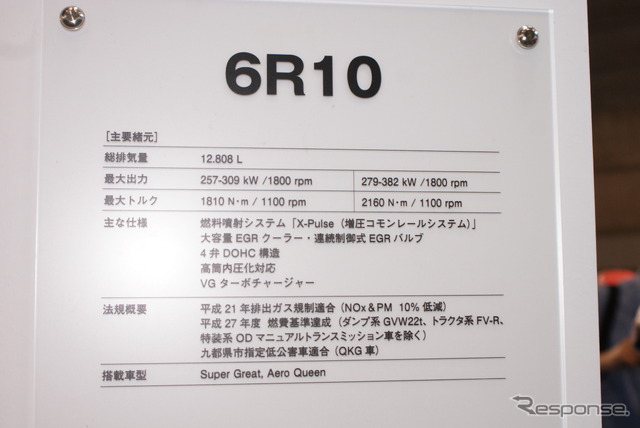 6R10
[主要緒元]
総排気量 12.808 L
最大出力 257-309 kW /1800 rpm 279-382 kW /1800 rpm
最大トルク 1810 N・m / 1100 rpm 2160 N・m / 1100 rpm
主な仕様 燃料噴射システム「X-Pulse（増圧コモンレールシステム）」
大容量 EGR クーラー・連続制御式 EGR バルブ
4 弁 DOHC 構造
高筒内圧化対応
VG ターボチャージャー
法規概要 平成 21 年排出ガス規制適合（NOx＆PM 10% 低減）
平成 27 年度 燃費基準達成（ダンプ系 GVW22t、トラクタ系 FV-R、
特装系 OD マニュアルトランスミッション車を除く）
九都県市指定低公害車適合（QKG 車）
搭載車型 Super Great, Aero Queen
Response.